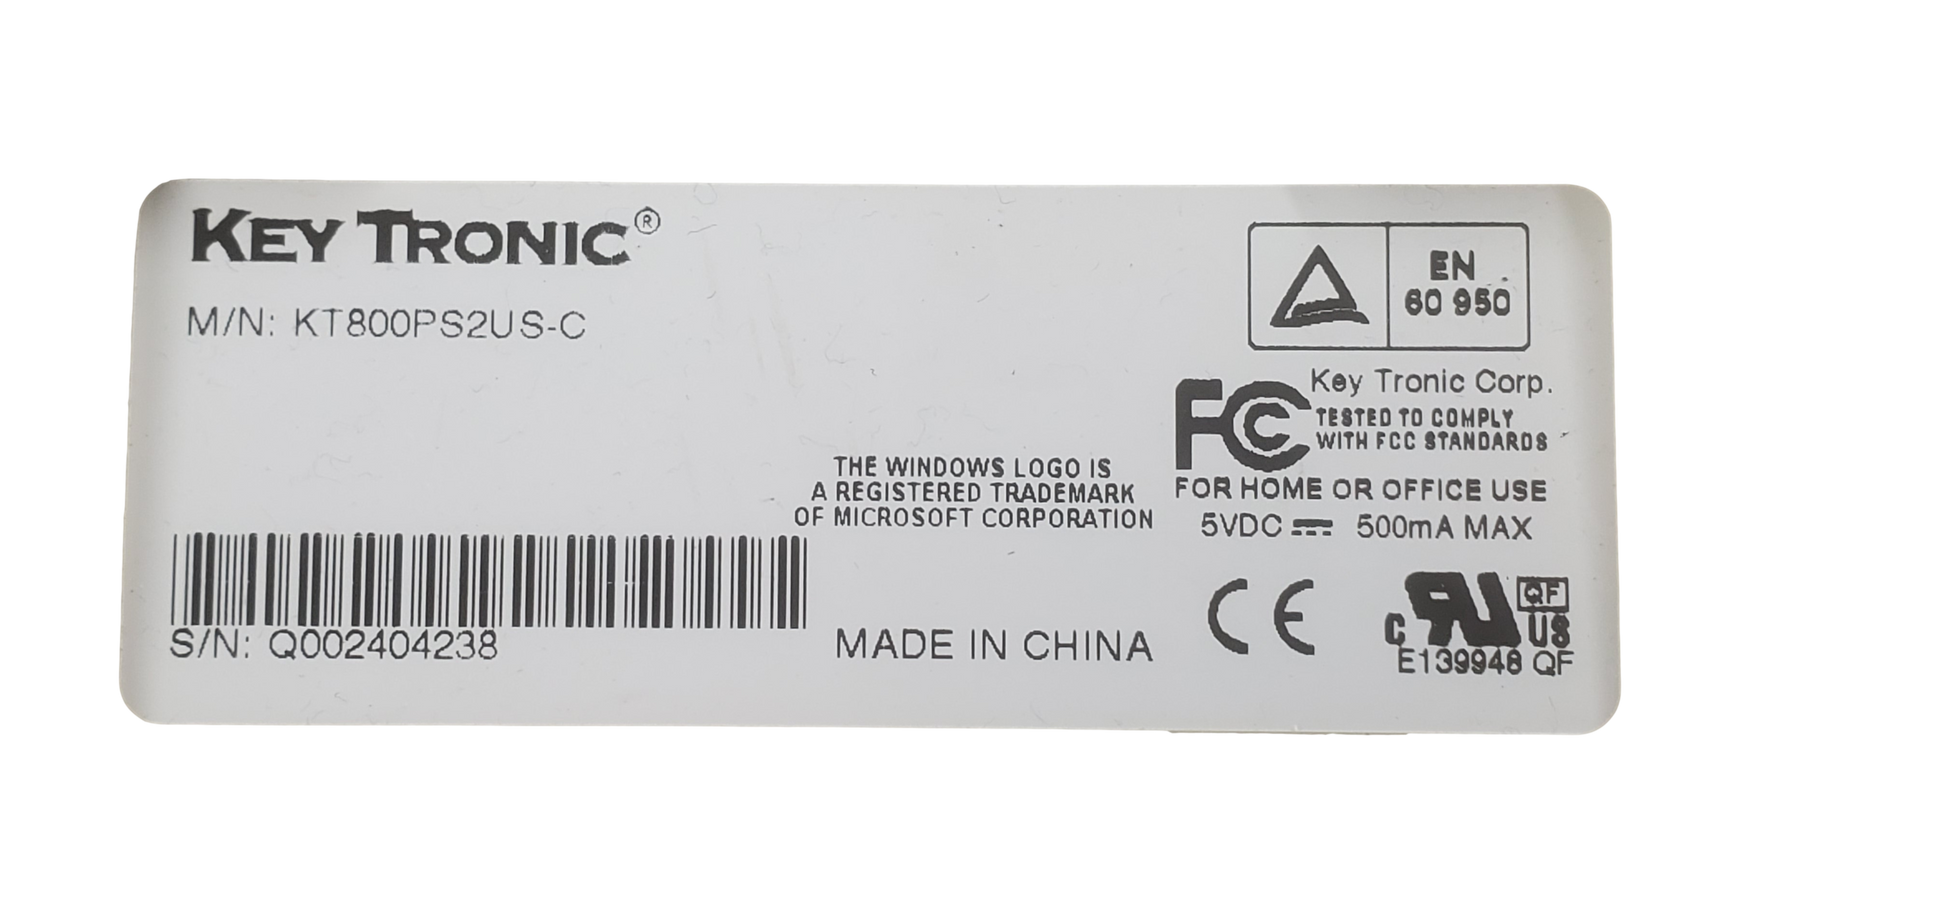 KEY TRONIC®
M/N: KT800PS2US-C
EN
60 950
Key Tronic Corp.
FC
TESTED TO COMPLY
WITH FCC STANDARDS
FOR HOME OR OFFICE USE
5VDC ⎓ 500mA MAX
THE WINDOWS LOGO IS
A REGISTERED TRADEMARK
OF MICROSOFT CORPORATION
S/N: Q002404238
MADE IN CHINA
CE
QF
C UR US
E139948 QF